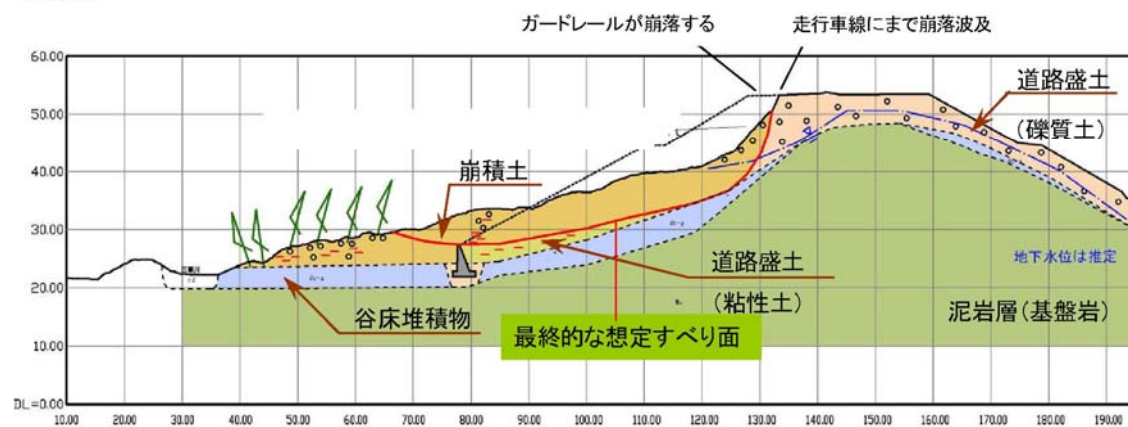 ガードレールが崩落する
走行車線にまで崩落波及
60.00
50.00
40.00
30.00
20.00
10.00
DL=0.00
道路盛土
(礫質土)
崩積土
地下水位は推定
道路盛土
(粘性土)
谷床堆積物
最終的な想定すべり面
泥岩層(基盤岩)
10.00 20.00 30.00 40.00 50.00 60.00 70.00 80.00 90.00 100.00 110.00 120.00 130.00 140.00 150.00 160.00 170.00 180.00 190.00